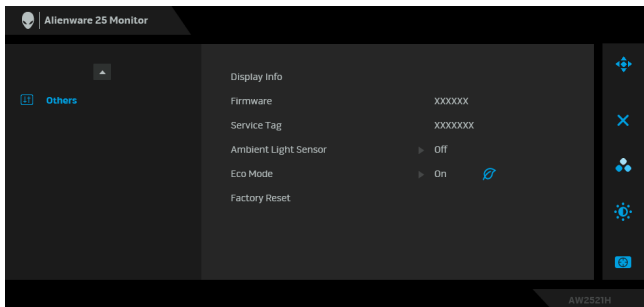 Alienware 25 Monitor
Others
Display Info
Firmware XXXXXX
Service Tag XXXXXXX
Ambient Light Sensor Off
Eco Mode On
Factory Reset
AW2521H